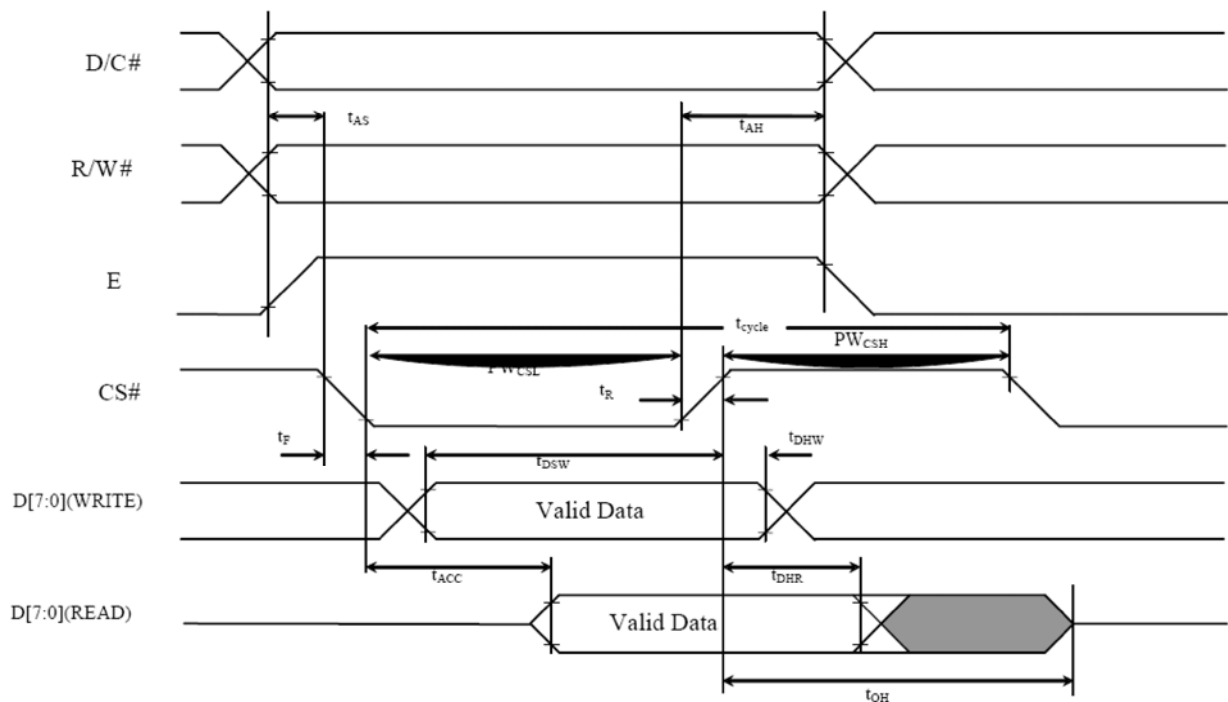 D/C#
t_AS
t_AH
R/W#
E
t_cycle
PW_CSL
PW_CSH
CS#
t_R
t_F
t_DSW
t_DHW
D[7:0](WRITE)
Valid Data
t_ACC
t_DHR
D[7:0](READ)
Valid Data
t_OH